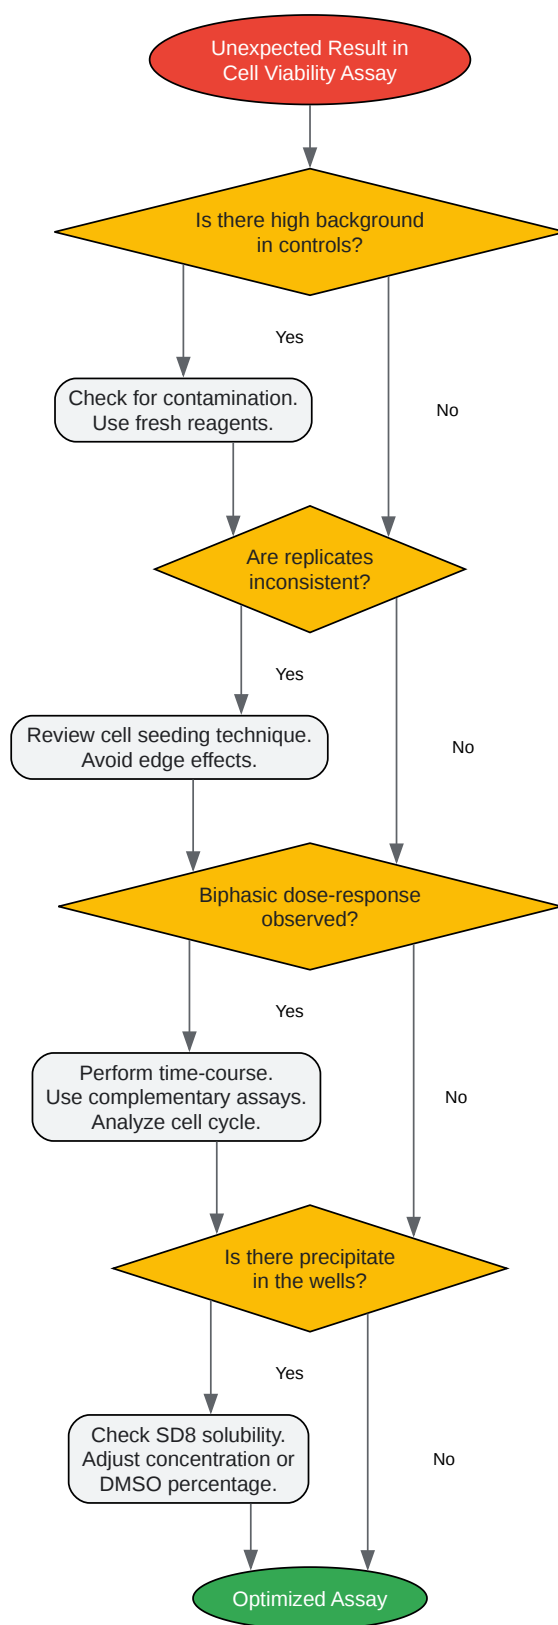 Unexpected Result in
Cell Viability Assay
Is there high background
in controls?
Yes
Check for contamination.
Use fresh reagents.
No
Are replicates
inconsistent?
Yes
Review cell seeding technique.
Avoid edge effects.
No
Biphasic dose-response
observed?
Yes
Perform time-course.
Use complementary assays.
Analyze cell cycle.
No
Is there precipitate
in the wells?
Yes
Check SD8 solubility.
Adjust concentration or
DMSO percentage.
No
Optimized Assay